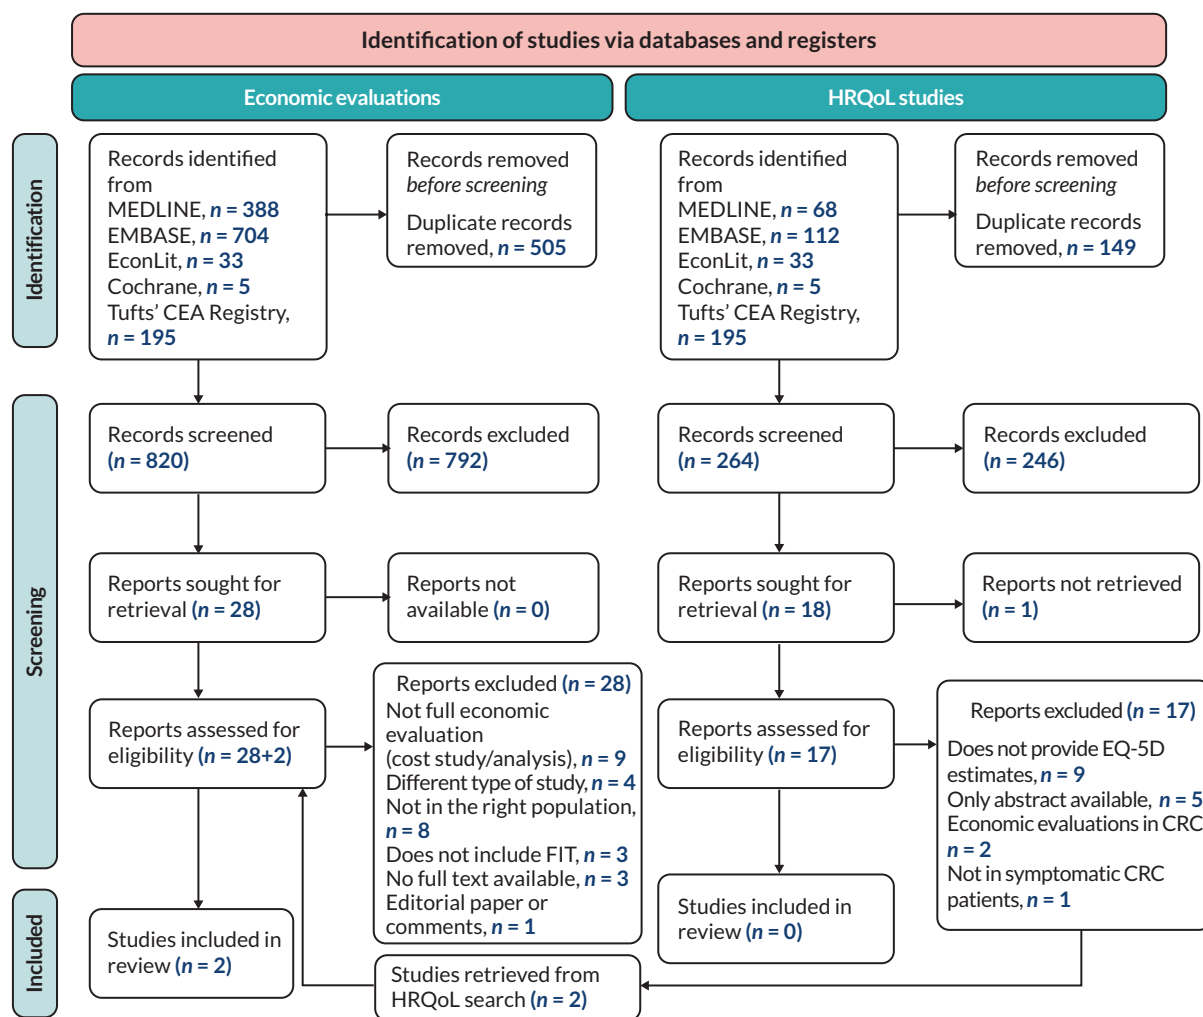 Identification of studies via databases and registers
Economic evaluations
HRQoL studies
Identification
Records identified
from
MEDLINE, n = 388
EMBASE, n = 704
EconLit, n = 33
Cochrane, n = 5
Tufts’ CEA Registry,
n = 195
Records removed
before screening
Duplicate records
removed, n = 505
Records identified
from
MEDLINE, n = 68
EMBASE, n = 112
EconLit, n = 33
Cochrane, n = 5
Tufts’ CEA Registry,
n = 195
Records removed
before screening
Duplicate records
removed, n = 149
Screening
Records screened
(n = 820)
Records excluded
(n = 792)
Records screened
(n = 264)
Records excluded
(n = 246)
Reports sought for
retrieval (n = 28)
Reports not
available (n = 0)
Reports sought for
retrieval (n = 18)
Reports not retrieved
(n = 1)
Reports assessed for
eligibility (n = 28+2)
Reports excluded (n = 28)
Not full economic
evaluation
(cost study/analysis), n = 9
Different type of study, n = 4
Not in the right population,
n = 8
Does not include FIT, n = 3
No full text available, n = 3
Editorial paper or
comments, n = 1
Reports assessed for
eligibility (n = 17)
Reports excluded (n = 17)
Does not provide EQ-5D
estimates, n = 9
Only abstract available, n = 5
Economic evaluations in CRC
n = 2
Not in symptomatic CRC
patients, n = 1
Included
Studies included in
review (n = 2)
Studies retrieved from
HRQoL search (n = 2)
Studies included in
review (n = 0)